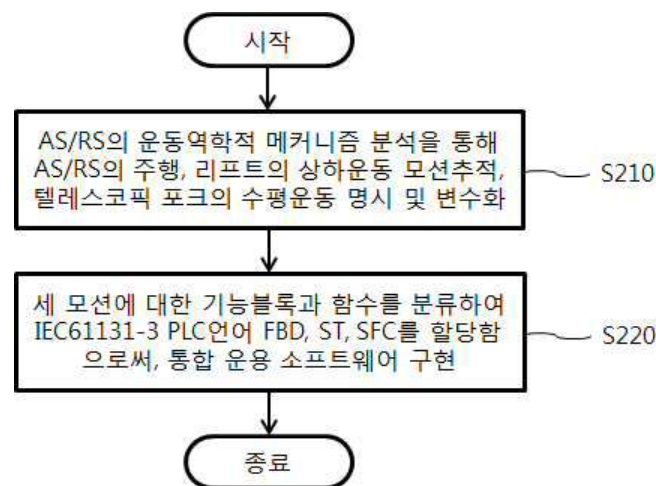 시작
AS/RS의 운동역학적 메커니즘 분석을 통해
AS/RS의 주행, 리프트의 상하운동 모션추적,
텔레스코픽 포크의 수평운동 명시 및 변수화
S210
세 모션에 대한 기능블록과 함수를 분류하여
IEC61131-3 PLC언어 FBD, ST, SFC를 할당함
으로써, 통합 운용 소프트웨어 구현
S220
종료